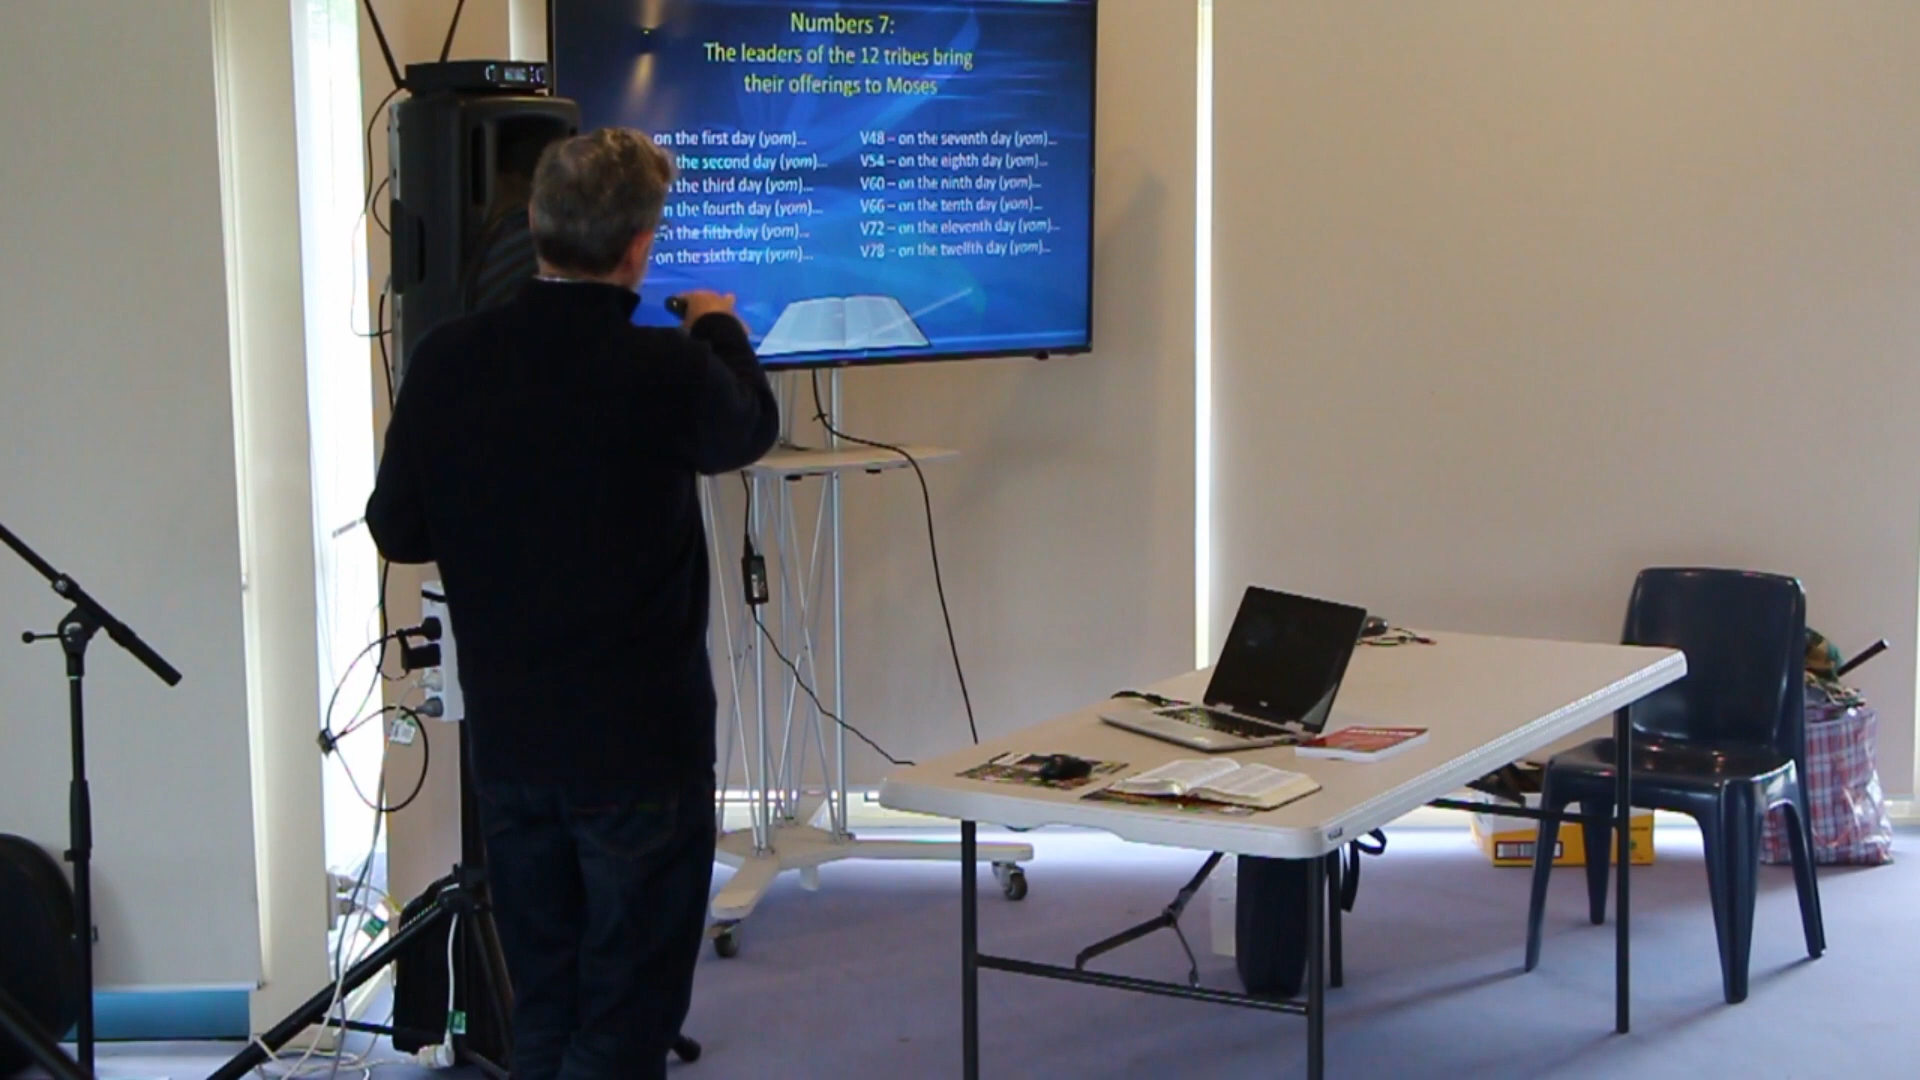 Numbers 7:
The leaders of the 12 tribes bring
their offerings to Moses
on the first day (yom)...
the second day (yom)...
the third day (yom)...
the fourth day (yom)...
the fifth day (yom)...
- on the sixth day (yom)...
V48 – on the seventh day (yom)...
V54 – on the eighth day (yom)...
V60 – on the ninth day (yom)...
V66 – on the tenth day (yom)...
V72 – on the eleventh day (yom)...
V78 – on the twelfth day (yom)...